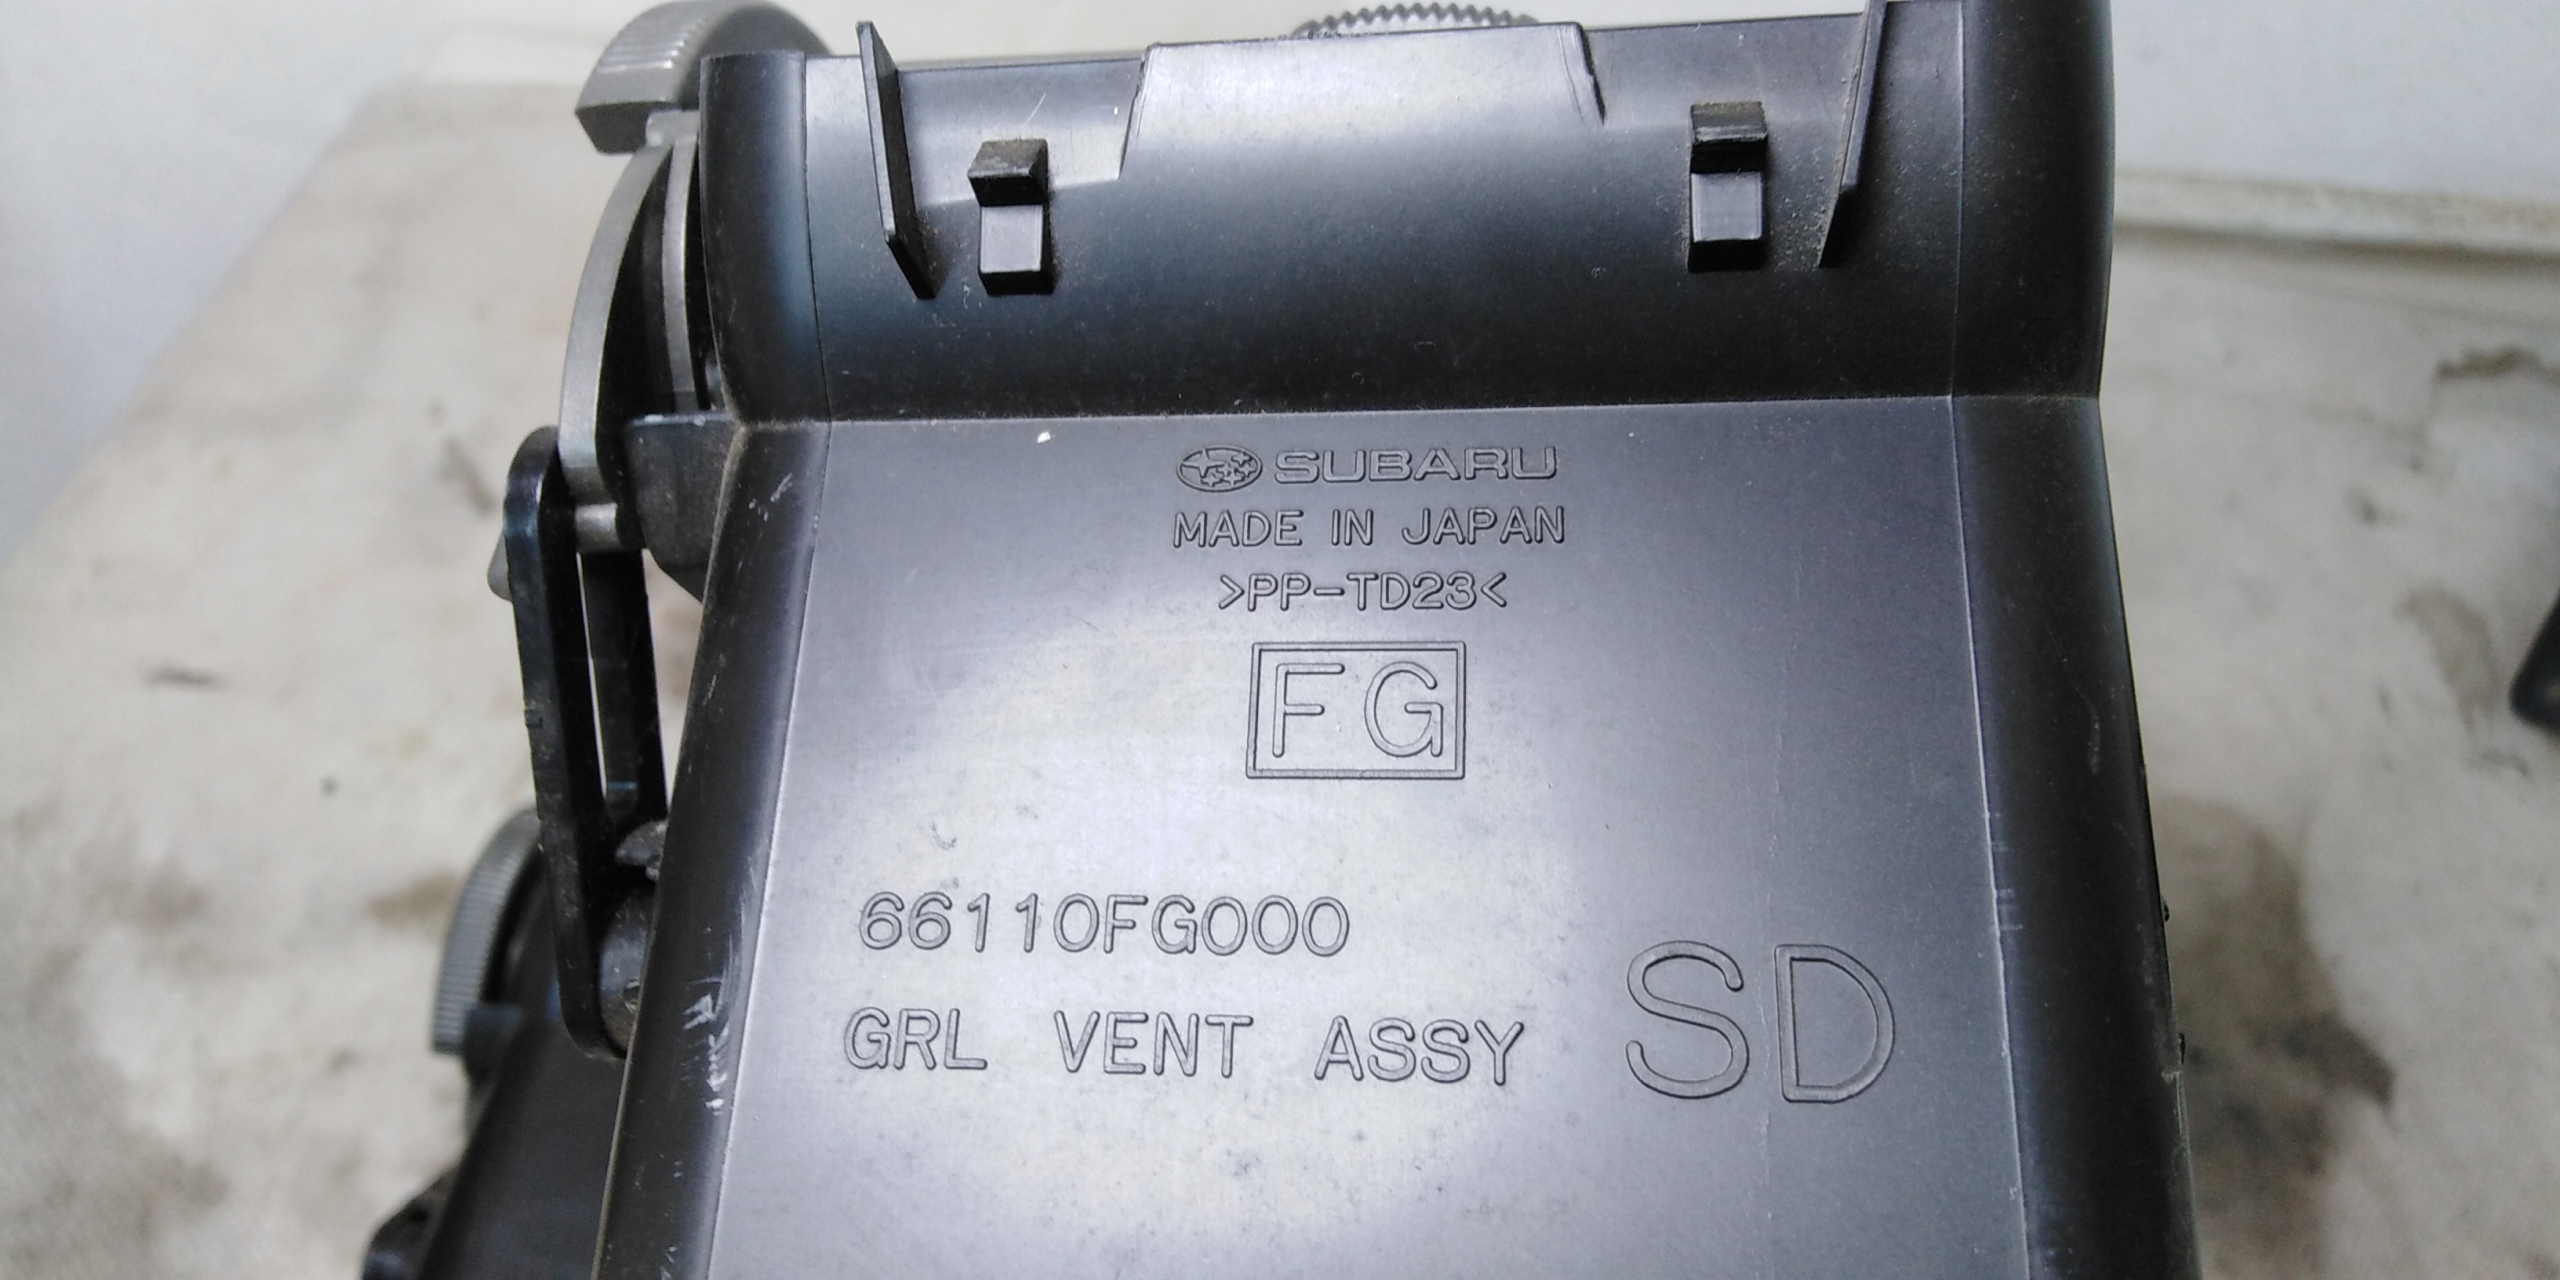 SUBARU
MADE IN JAPAN
>PP-TD23<
FG
66110FG000
GRL VENT ASSY
SD